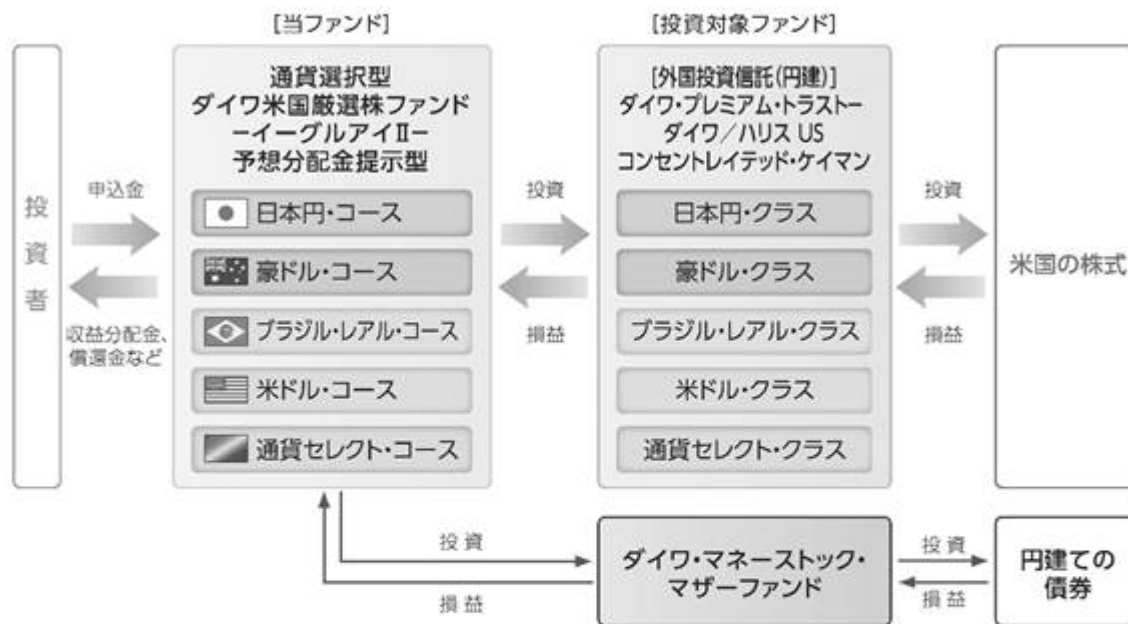 [当ファンド]
[投資対象ファンド]
投資者
申込金
収益分配金、
償還金など
通貨選択型
ダイワ米国厳選株ファンド
－イーグルアイⅡ－
予想分配金提示型
日本円・コース
豪ドル・コース
ブラジル・レアル・コース
米ドル・コース
通貨セレクト・コース
投資
損益
[外国投資信託(円建)]
ダイワ・プレミアム・トラスト－
ダイワ／ハリス US
コンセントレイテッド・ケイマン
日本円・クラス
豪ドル・クラス
ブラジル・レアル・クラス
米ドル・クラス
通貨セレクト・クラス
投資
損益
米国の株式
投資
損益
ダイワ・マネーストック・
マザーファンド
投資
損益
円建ての
債券